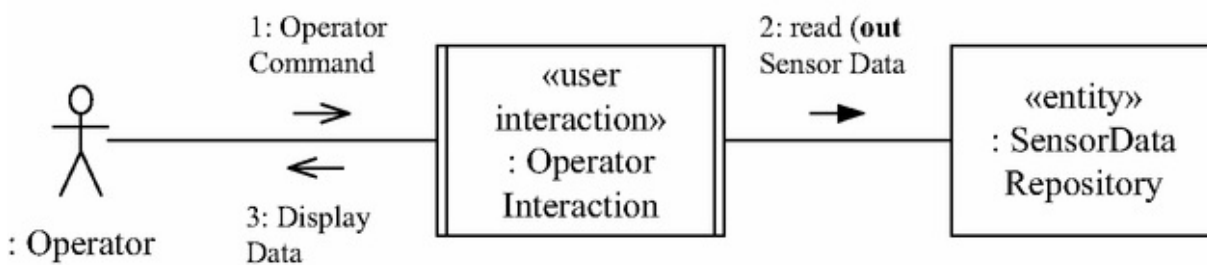 : Operator
1: Operator
Command
3: Display
Data
«user
interaction»
: Operator
Interaction
2: read (out
Sensor Data
«entity»
: SensorData
Repository